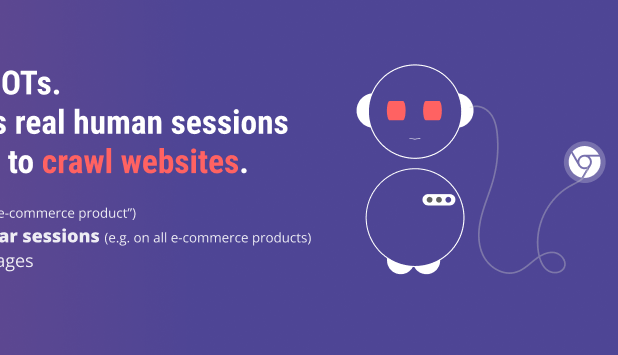 OTs.
s real human sessions
to crawl websites.
e-commerce product”)
ar sessions (e.g. on all e-commerce products)
ages